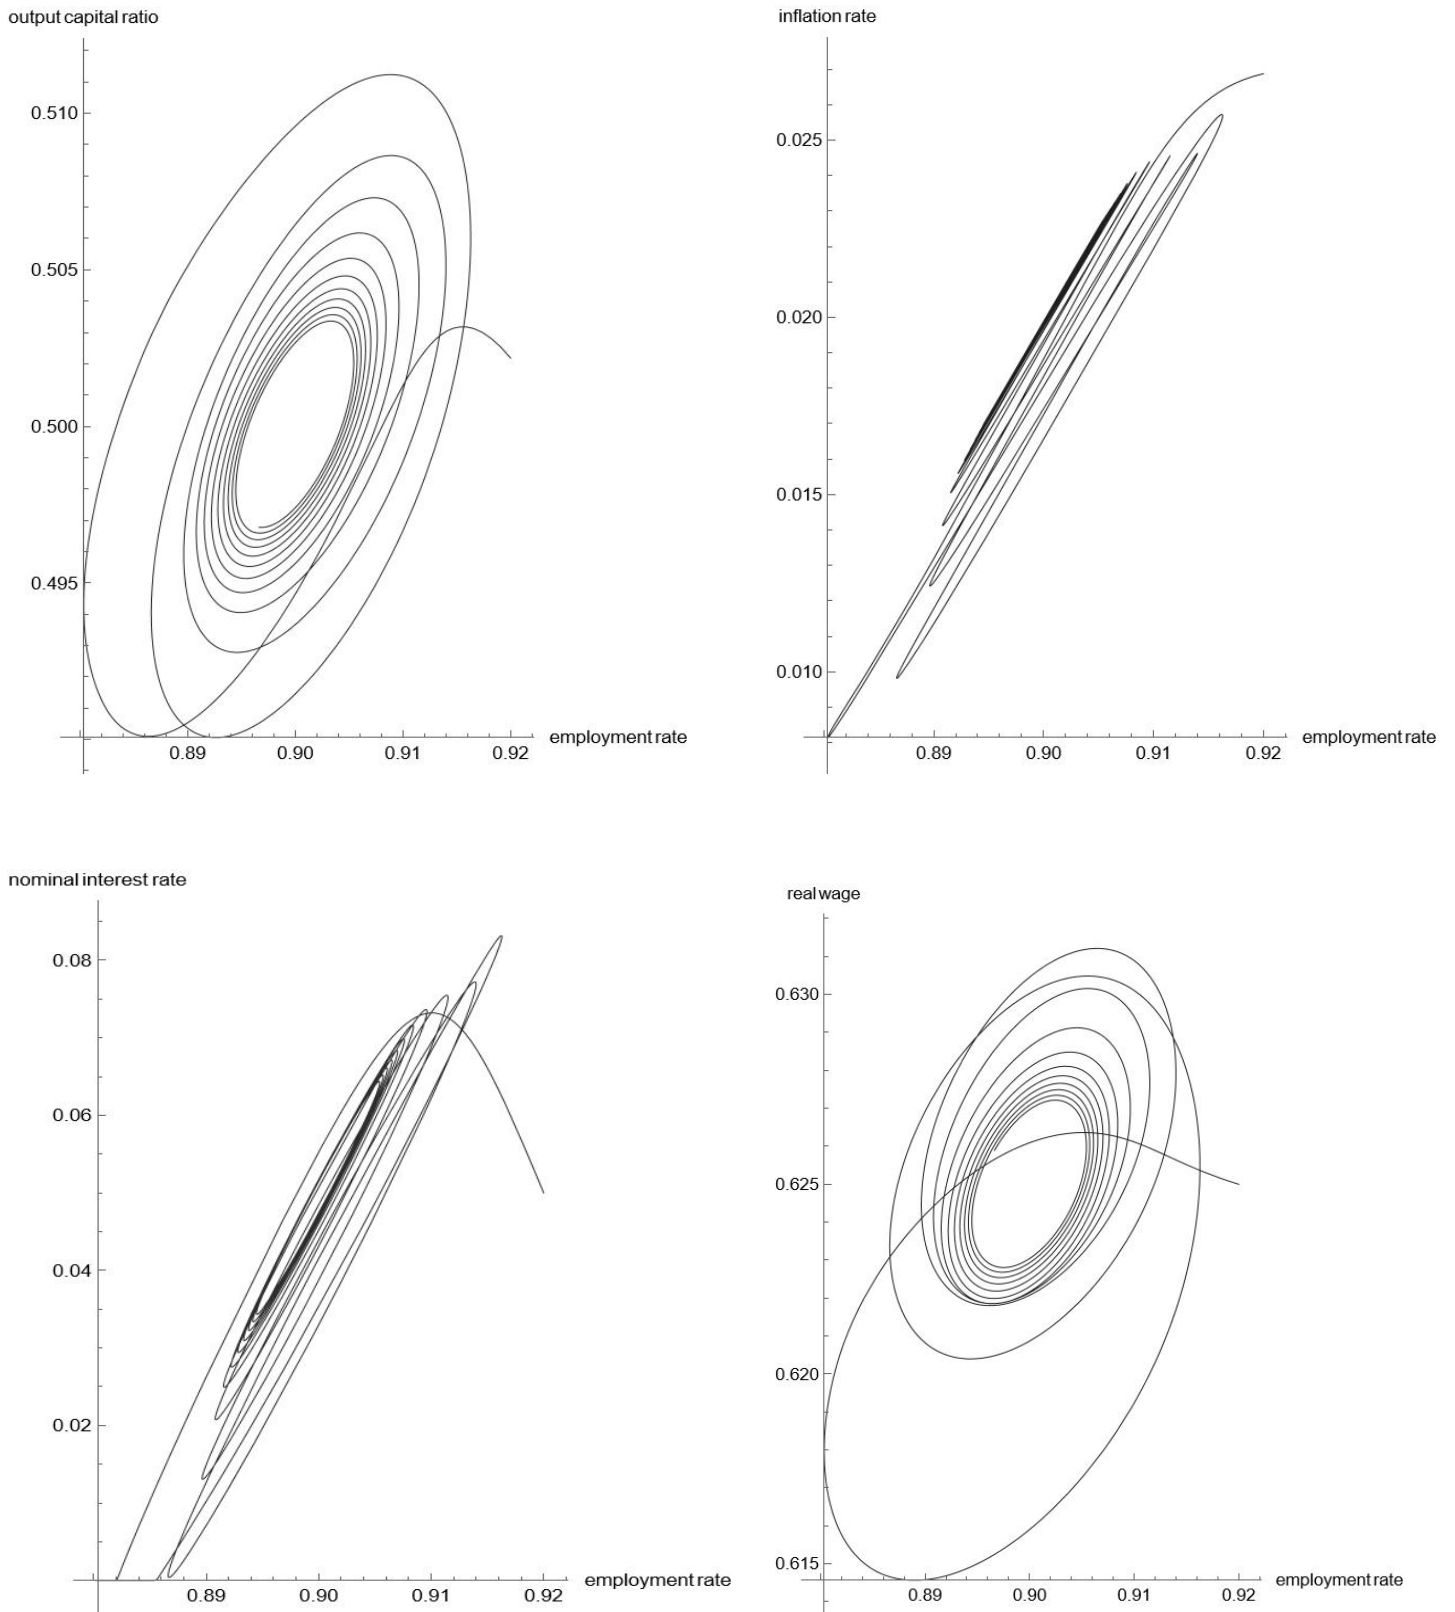 output capital ratio
0.510
0.505
0.500
0.495
0.89 0.90 0.91 0.92
employment rate
inflation rate
0.025
0.020
0.015
0.010
0.89 0.90 0.91 0.92
employment rate
nominal interest rate
0.08
0.06
0.04
0.02
0.89 0.90 0.91 0.92
employment rate
real wage
0.630
0.625
0.620
0.615
0.89 0.90 0.91 0.92
employment rate